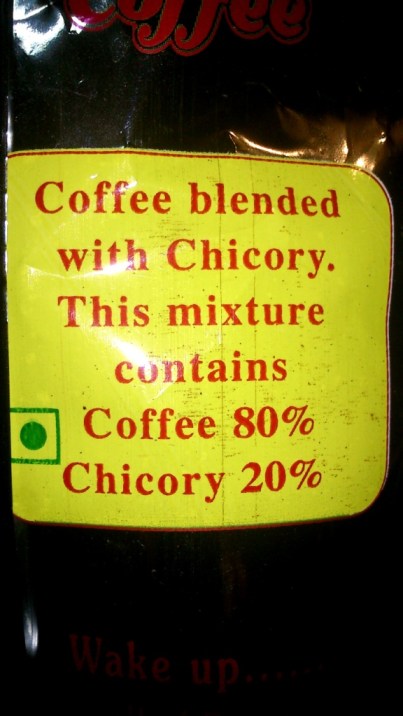 Coffee
Coffee blended
with Chicory.
This mixture
contains
Coffee 80%
Chicory 20%
Wake up.......